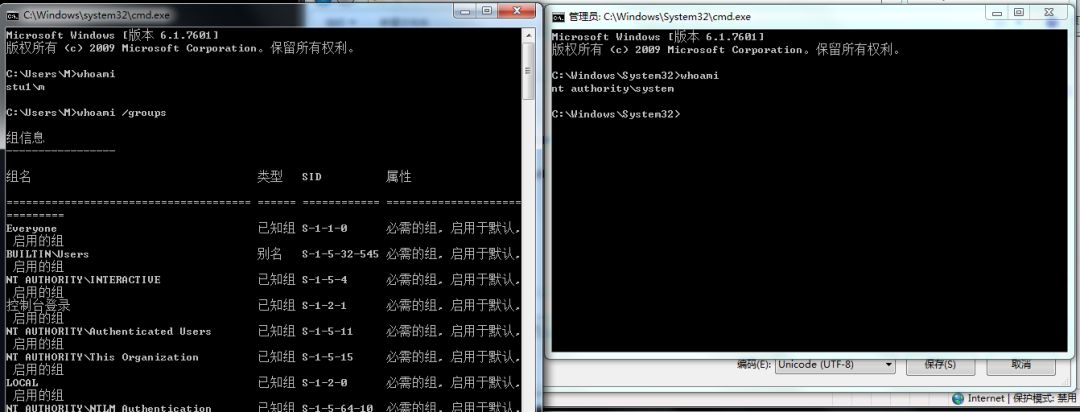 C:\Windows\system32\cmd.exe
Microsoft Windows [版本 6.1.7601]
版权所有 (c) 2009 Microsoft Corporation。保留所有权利。
C:\Users\M>whoami
stu1\m
C:\Users\M>whoami /groups
组信息
-----------------
组名 类型 SID 属性
====================================== ====== ============ =====================
=========
Everyone 已知组 S-1-1-0 必需的组, 启用于默认,
启用的组
BUILTIN\Users 别名 S-1-5-32-545 必需的组, 启用于默认,
启用的组
NT AUTHORITY\INTERACTIVE 已知组 S-1-5-4 必需的组, 启用于默认,
启用的组
控制台登录 已知组 S-1-2-1 必需的组, 启用于默认,
启用的组
NT AUTHORITY\Authenticated Users 已知组 S-1-5-11 必需的组, 启用于默认,
启用的组
NT AUTHORITY\This Organization 已知组 S-1-5-15 必需的组, 启用于默认,
启用的组
LOCAL 已知组 S-1-2-0 必需的组, 启用于默认,
启用的组
NT AUTHORITY\NTLM Authentication 已知组 S-1-5-64-10 必需的组, 启用于默认,
管理员: C:\Windows\System32\cmd.exe
Microsoft Windows [版本 6.1.7601]
版权所有 (c) 2009 Microsoft Corporation。保留所有权利。
C:\Windows\System32>whoami
nt authority\system
C:\Windows\System32>
编码(E): Unicode (UTF-8) 保存(S) 取消
Internet | 保护模式: 禁用